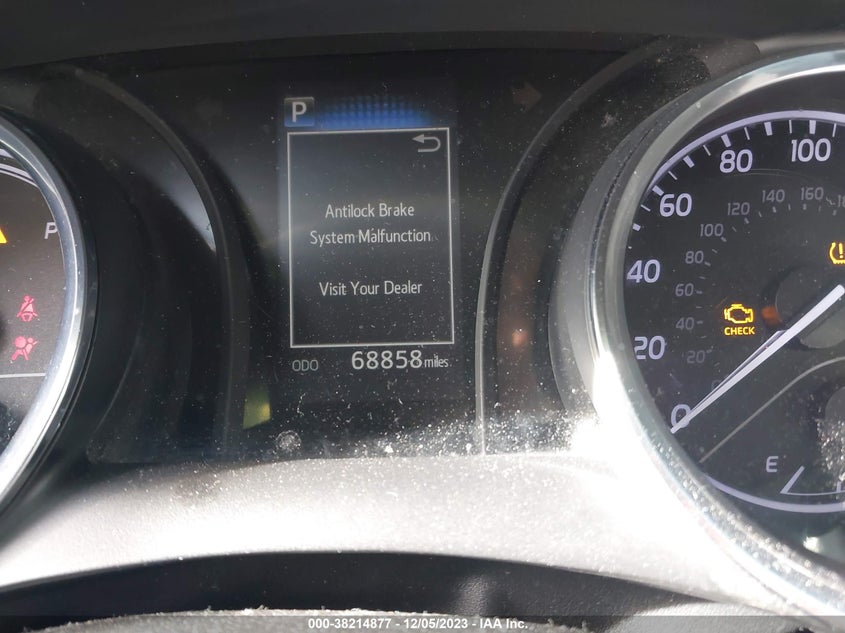 P
Antilock Brake
System Malfunction
Visit Your Dealer
ODO 68858 miles
P
0
20
40
60
80
100
20
40
60
80
100
120
140
160
CHECK
E
000-38214877 - 12/05/2023 - IAA Inc.